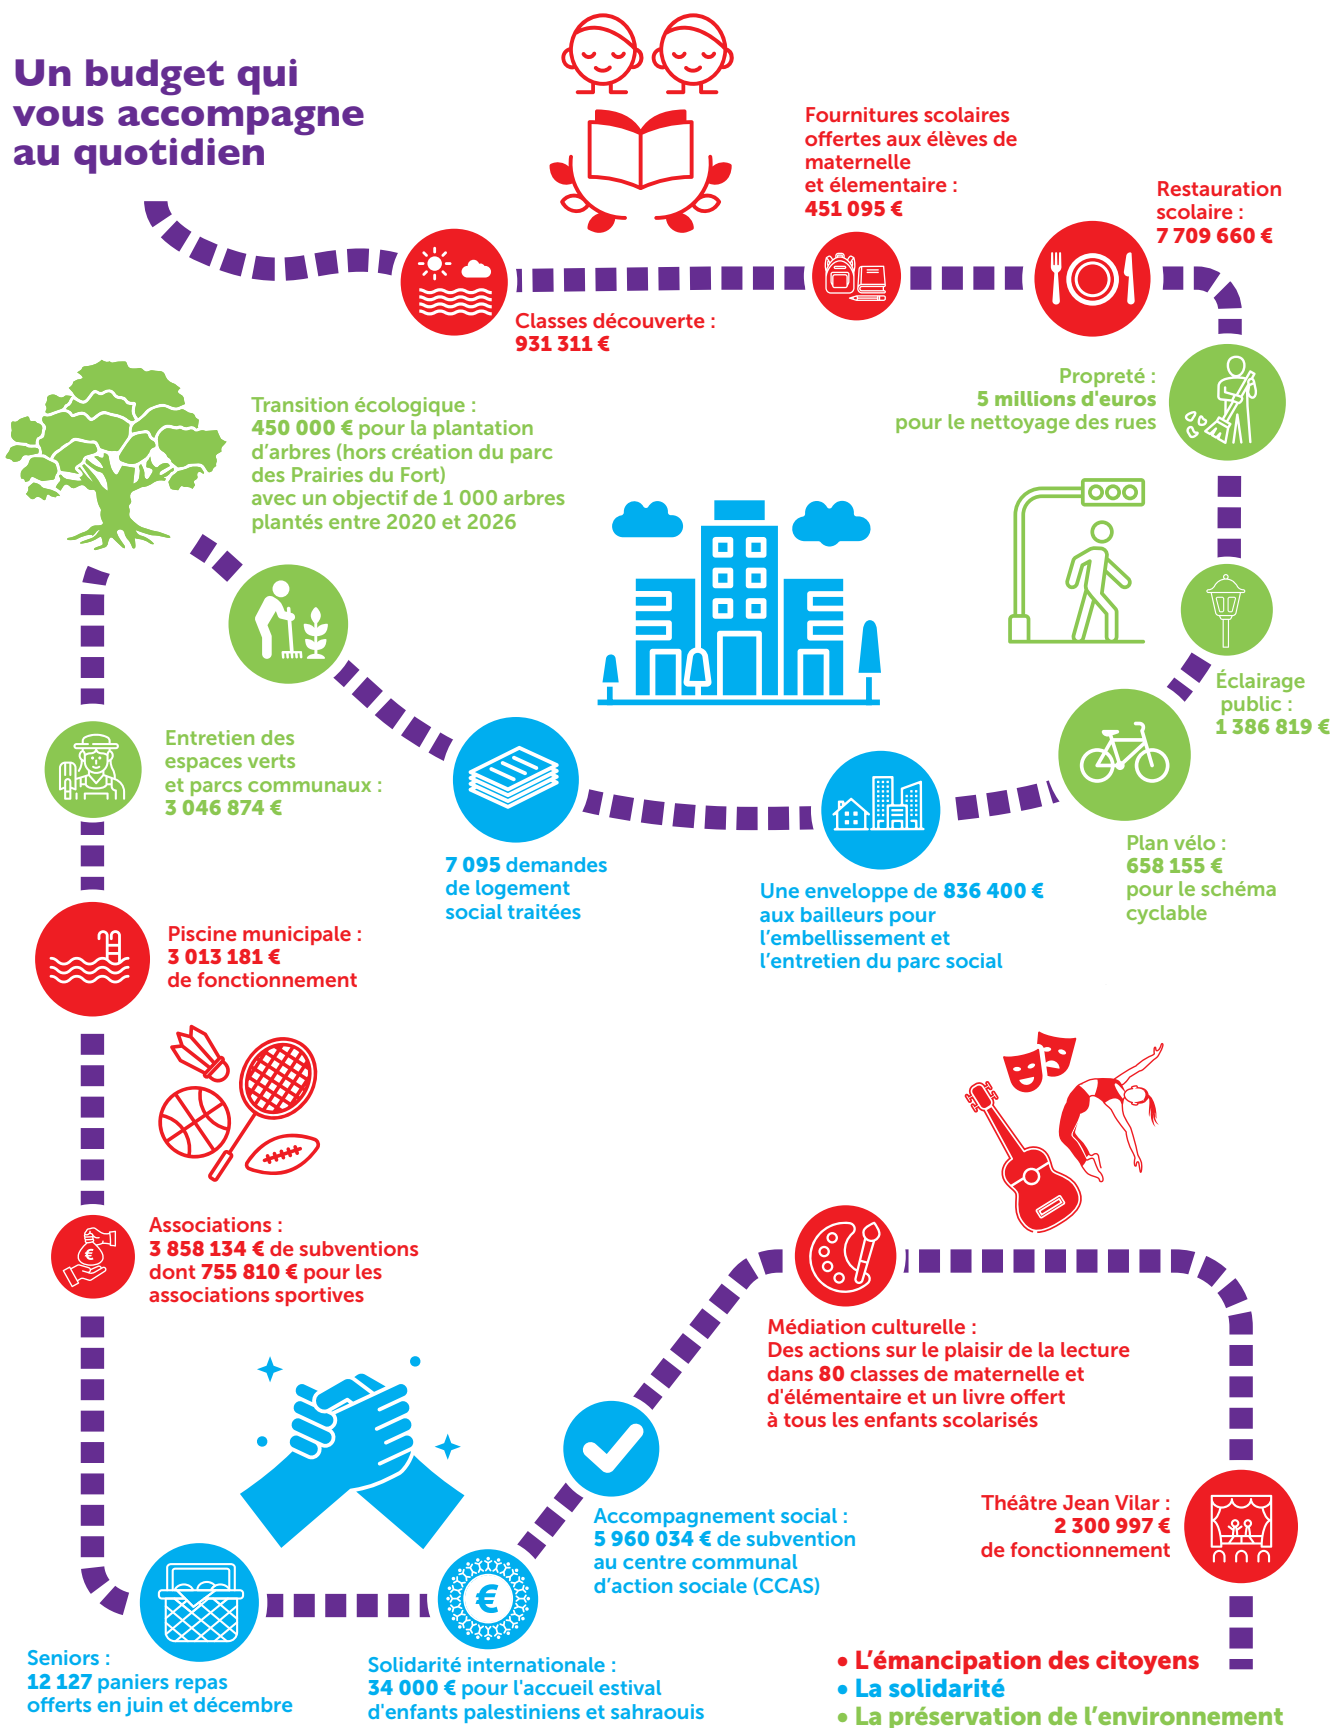 Un budget qui
vous accompagne
au quotidien
Fournitures scolaires
offertes aux élèves de
maternelle
et élementaire :
451 095 €
Restauration
scolaire :
7 709 660 €
Classes découverte :
931 311 €
Propreté :
5 millions d'euros
pour le nettoyage des rues
Transition écologique :
450 000 € pour la plantation
d'arbres (hors création du parc
des Prairies du Fort)
avec un objectif de 1 000 arbres
plantés entre 2020 et 2026
Éclairage
public :
1 386 819 €
Entretien des
espaces verts
et parcs communaux :
3 046 874 €
Plan vélo :
658 155 €
pour le schéma
cyclable
7 095 demandes
de logement
social traitées
Une enveloppe de 836 400 €
aux bailleurs pour
l'embellissement et
l'entretien du parc social
Piscine municipale :
3 013 181 €
de fonctionnement
Associations :
3 858 134 € de subventions
dont 755 810 € pour les
associations sportives
€
Médiation culturelle :
Des actions sur le plaisir de la lecture
dans 80 classes de maternelle et
d'élémentaire et un livre offert
à tous les enfants scolarisés
Accompagnement social :
5 960 034 € de subvention
au centre communal
d'action sociale (CCAS)
Théâtre Jean Vilar :
2 300 997 €
de fonctionnement
€
Seniors :
12 127 paniers repas
offerts en juin et décembre
Solidarité internationale :
34 000 € pour l'accueil estival
d'enfants palestiniens et sahraouis
• L'émancipation des citoyens
• La solidarité
• La préservation de l'environnement